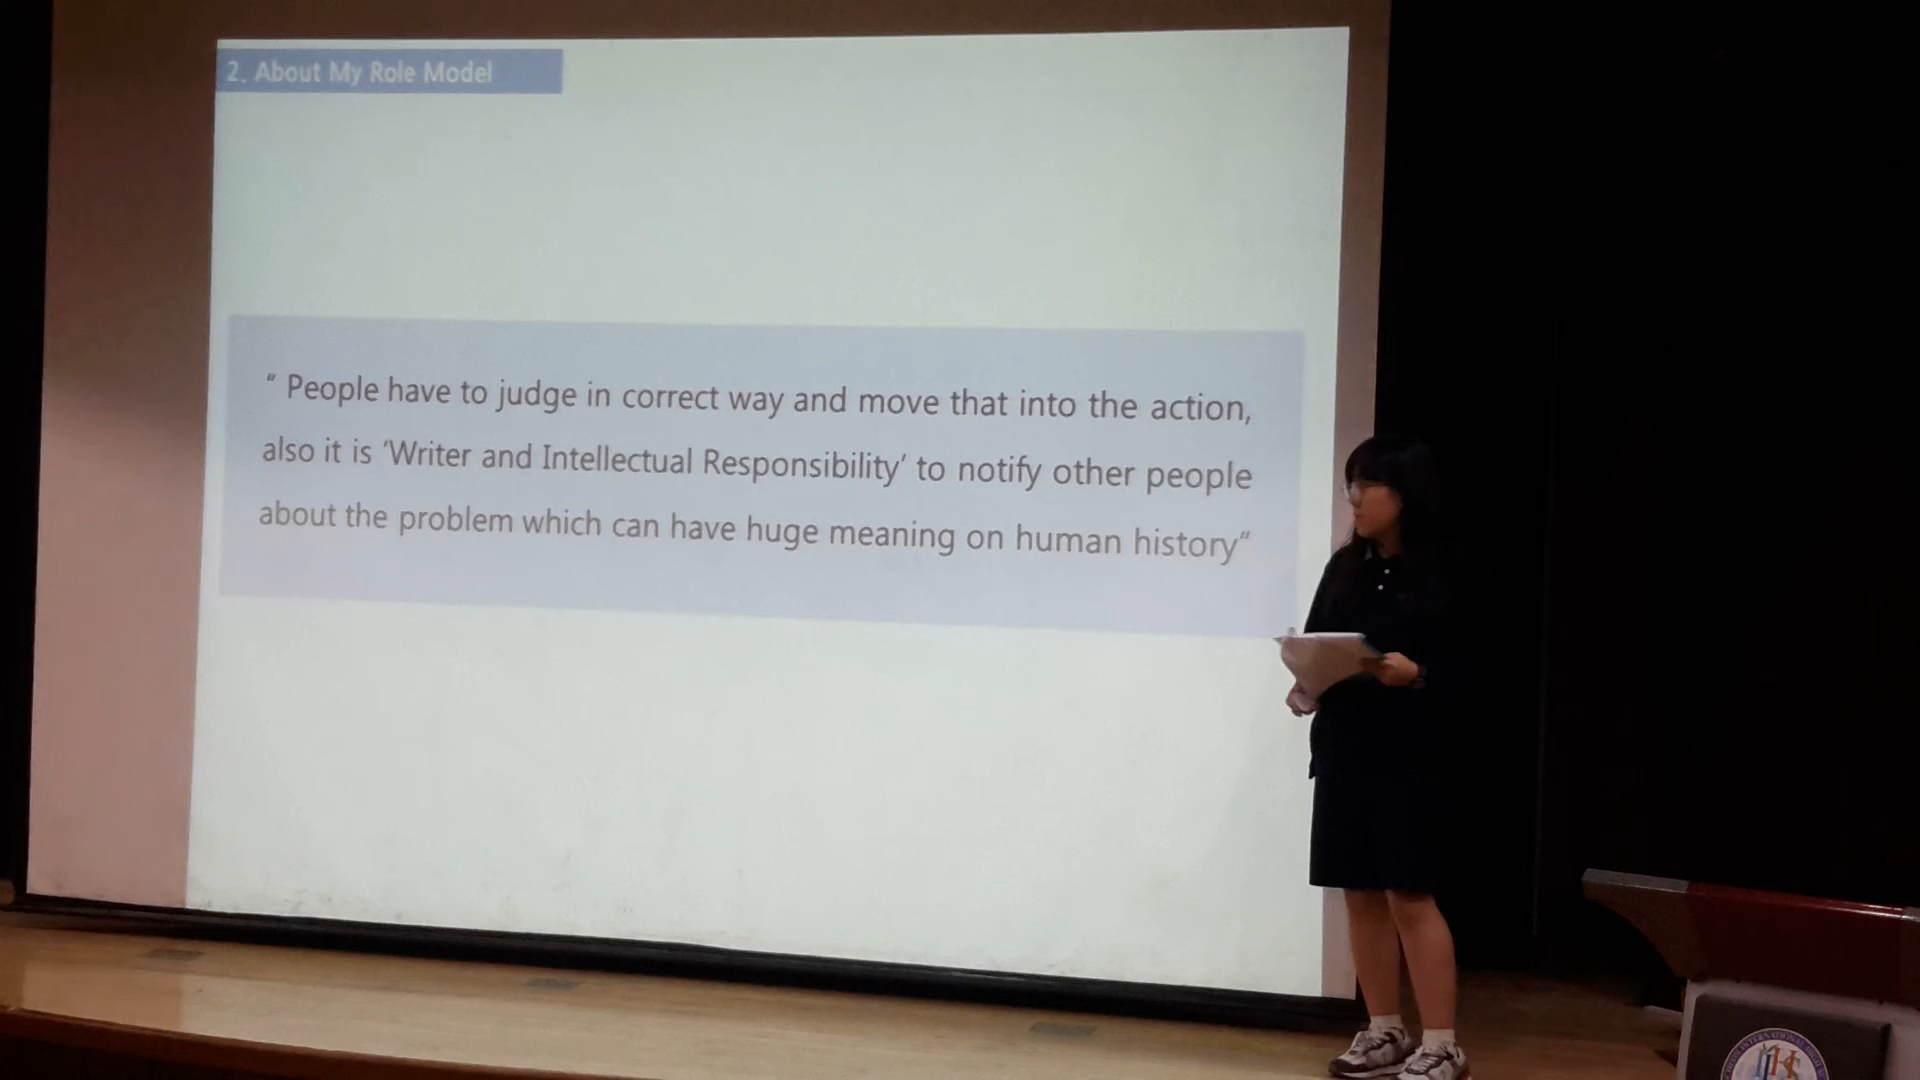 2. About My Role Model
“ People have to judge in correct way and move that into the action,
also it is ‘Writer and Intellectual Responsibility’ to notify other people
about the problem which can have huge meaning on human history“